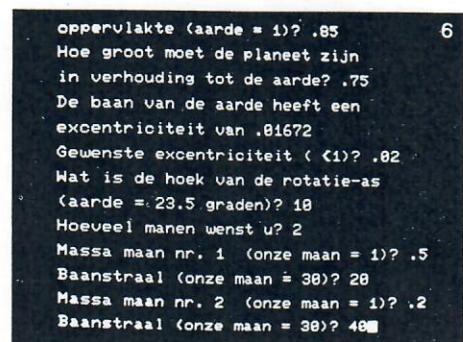 oppervlakte (aarde = 1)? .85
6
Hoe groot moet de planeet zijn
in verhouding tot de aarde? .75
De baan van de aarde heeft een
excentriciteit van .01672
Gewenste excentriciteit ( <1)? .02
Wat is de hoek van de rotatie-as
(aarde = 23.5 graden)? 10
Hoeveel manen wenst u? 2
Massa maan nr. 1  (onze maan = 1)? .5
Baanstraal (onze maan = 30)? 20
Massa maan nr. 2  (onze maan = 1)? .2
Baanstraal (onze maan = 30)? 40